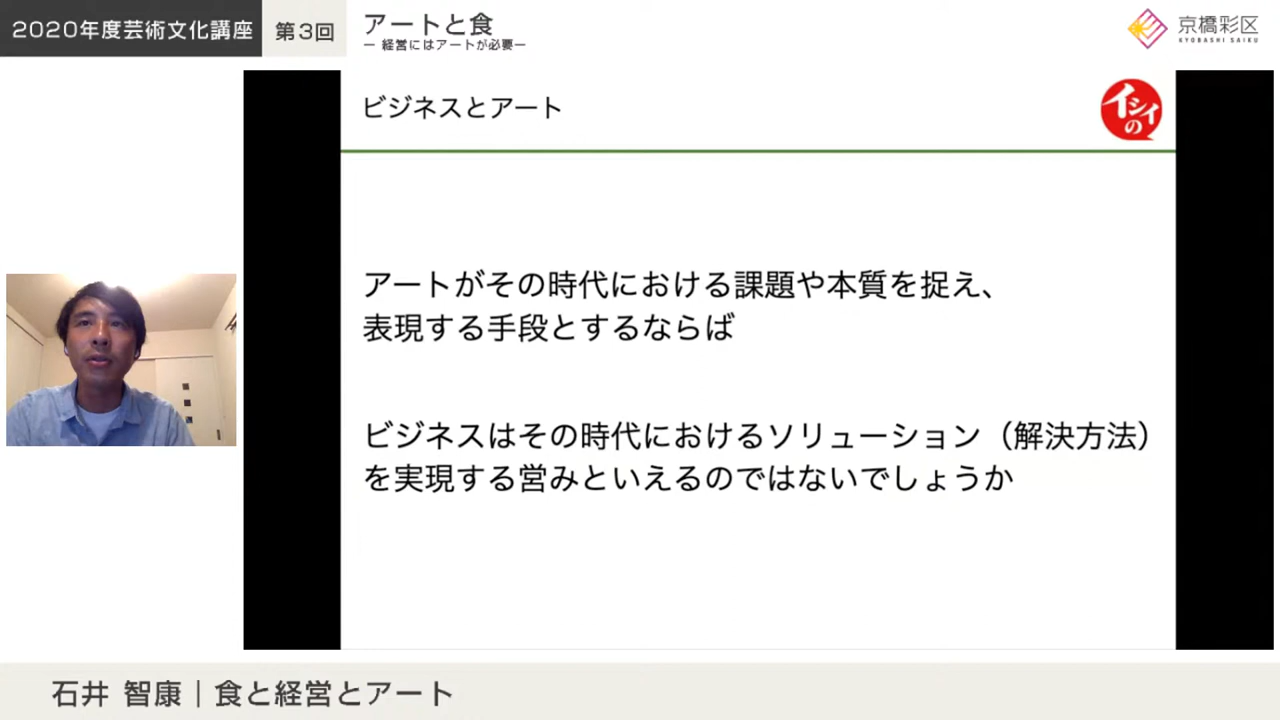 2020年度芸術文化講座
第3回
アートと食
ー 経営にはアートが必要ー
京橋彩区
KYOBASHI SAIKU
ビジネスとアート
イシイの
アートがその時代における課題や本質を捉え、
表現する手段とするならば
ビジネスはその時代におけるソリューション（解決方法）
を実現する営みといえるのではないでしょうか
石井 智康｜食と経営とアート